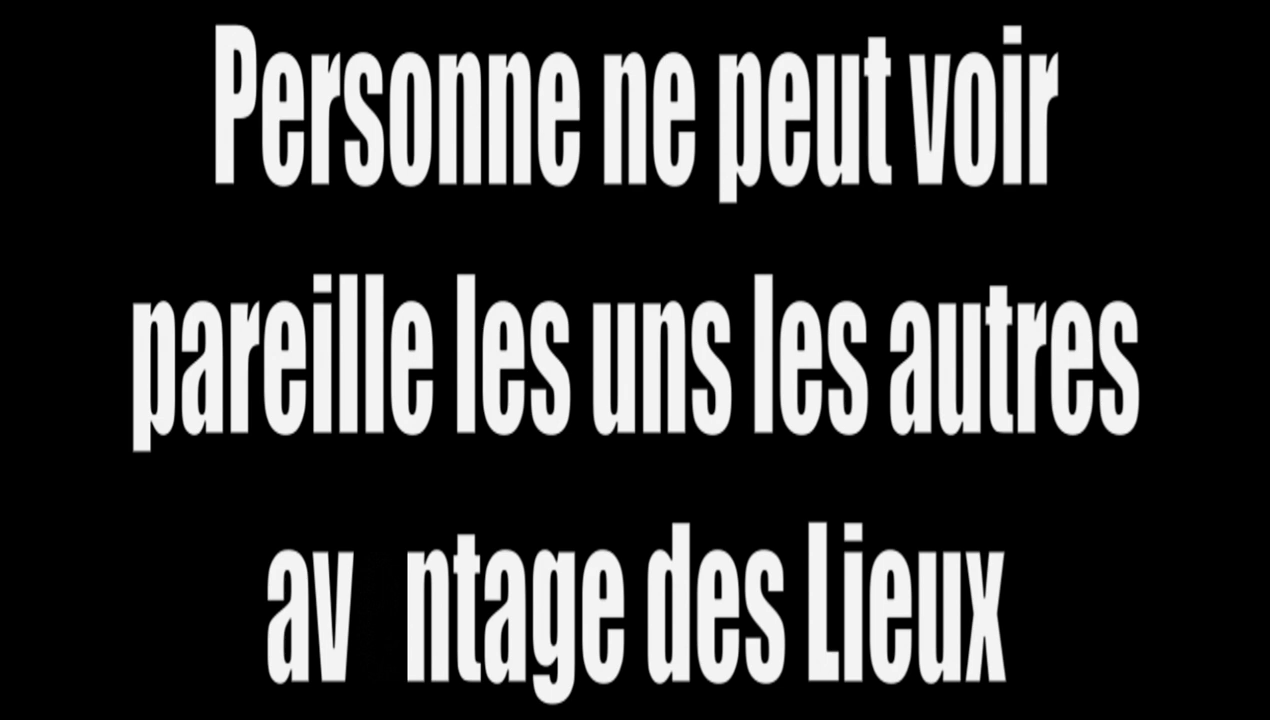 Personne ne peut voir
pareille les uns les autres
av ntage des Lieux